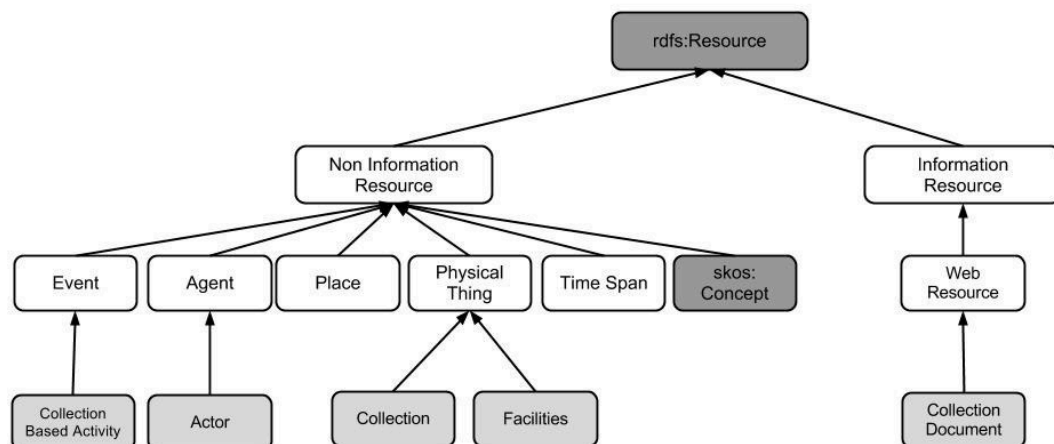 rdfs:Resource
Non Information
Resource
Information
Resource
Event
Agent
Place
Physical
Thing
Time Span
skos:
Concept
Web
Resource
Collection
Based Activity
Actor
Collection
Facilities
Collection
Document